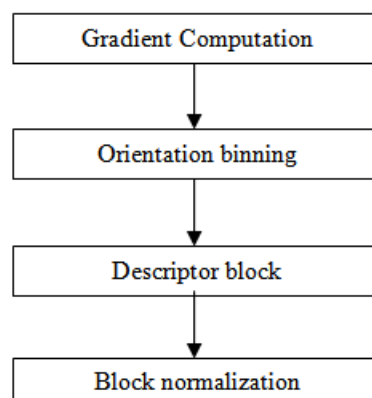 Gradient Computation
Orientation binning
Descriptor block
Block normalization